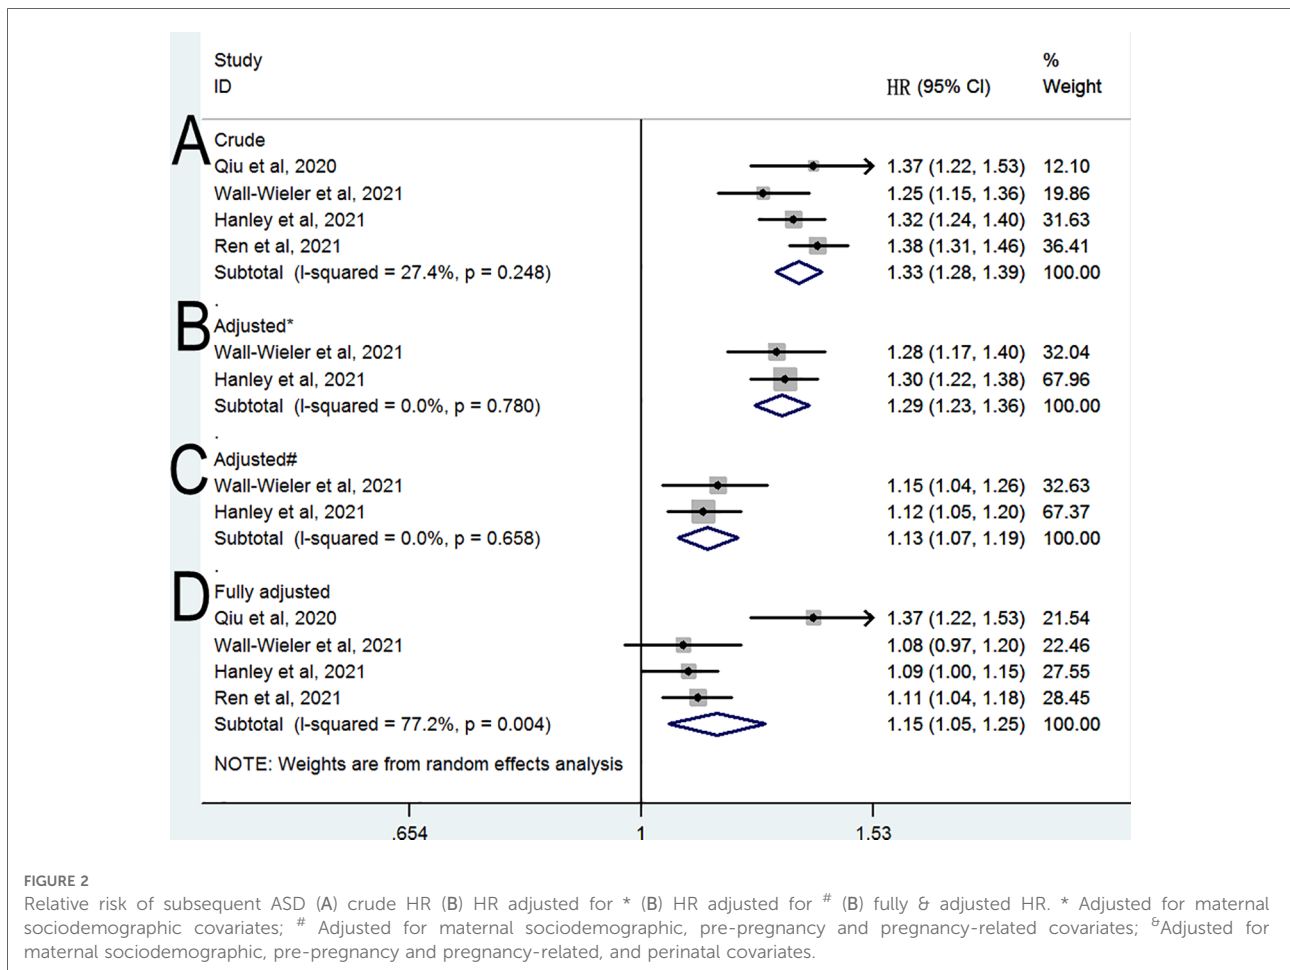 Study %
ID HR (95% CI) Weight
A Crude
Qiu et al, 2020 1.37 (1.22, 1.53) 12.10
Wall-Wieler et al, 2021 1.25 (1.15, 1.36) 19.86
Hanley et al, 2021 1.32 (1.24, 1.40) 31.63
Ren et al, 2021 1.38 (1.31, 1.46) 36.41
Subtotal (I-squared = 27.4%, p = 0.248) 1.33 (1.28, 1.39) 100.00
.
B Adjusted*
Wall-Wieler et al, 2021 1.28 (1.17, 1.40) 32.04
Hanley et al, 2021 1.30 (1.22, 1.38) 67.96
Subtotal (I-squared = 0.0%, p = 0.780) 1.29 (1.23, 1.36) 100.00
.
C Adjusted#
Wall-Wieler et al, 2021 1.15 (1.04, 1.26) 32.63
Hanley et al, 2021 1.12 (1.05, 1.20) 67.37
Subtotal (I-squared = 0.0%, p = 0.658) 1.13 (1.07, 1.19) 100.00
.
D Fully adjusted
Qiu et al, 2020 1.37 (1.22, 1.53) 21.54
Wall-Wieler et al, 2021 1.08 (0.97, 1.20) 22.46
Hanley et al, 2021 1.09 (1.00, 1.15) 27.55
Ren et al, 2021 1.11 (1.04, 1.18) 28.45
Subtotal (I-squared = 77.2%, p = 0.004) 1.15 (1.05, 1.25) 100.00
NOTE: Weights are from random effects analysis
.654 1 1.53
FIGURE 2
Relative risk of subsequent ASD (A) crude HR (B) HR adjusted for * (B) HR adjusted for # (B) fully & adjusted HR. * Adjusted for maternal
sociodemographic covariates; # Adjusted for maternal sociodemographic, pre-pregnancy and pregnancy-related covariates; &Adjusted for
maternal sociodemographic, pre-pregnancy and pregnancy-related, and perinatal covariates.